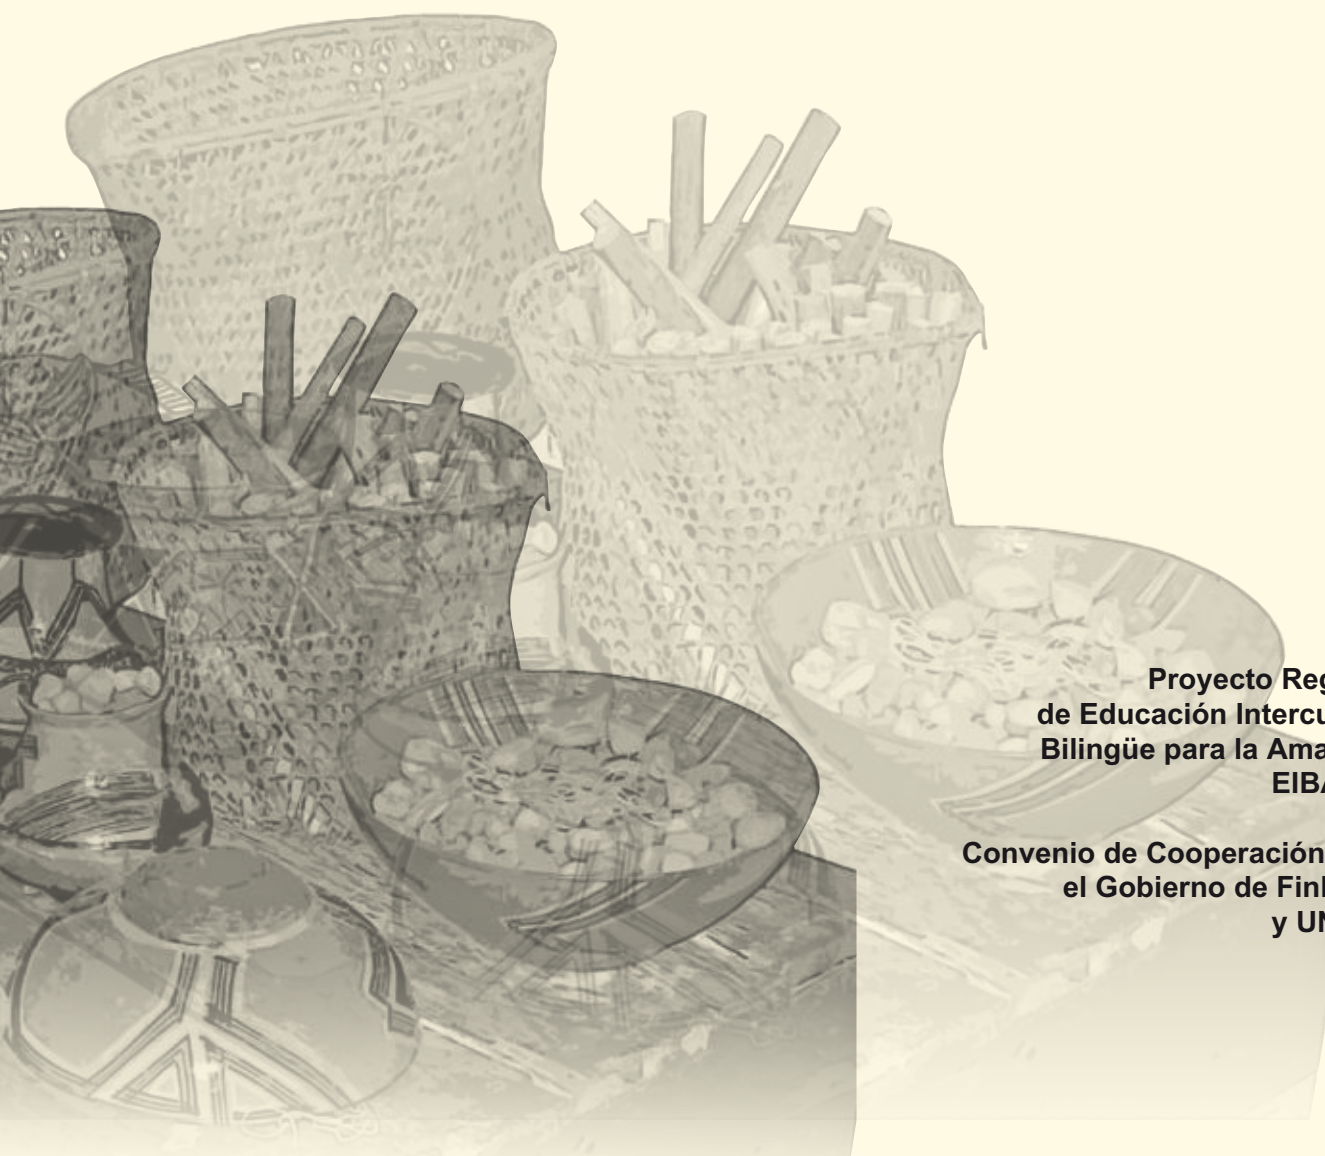 Proyecto Reg
de Educación Intercu
Bilingüe para la Ama
EIBA
Convenio de Cooperación
el Gobierno de Finl
y UN